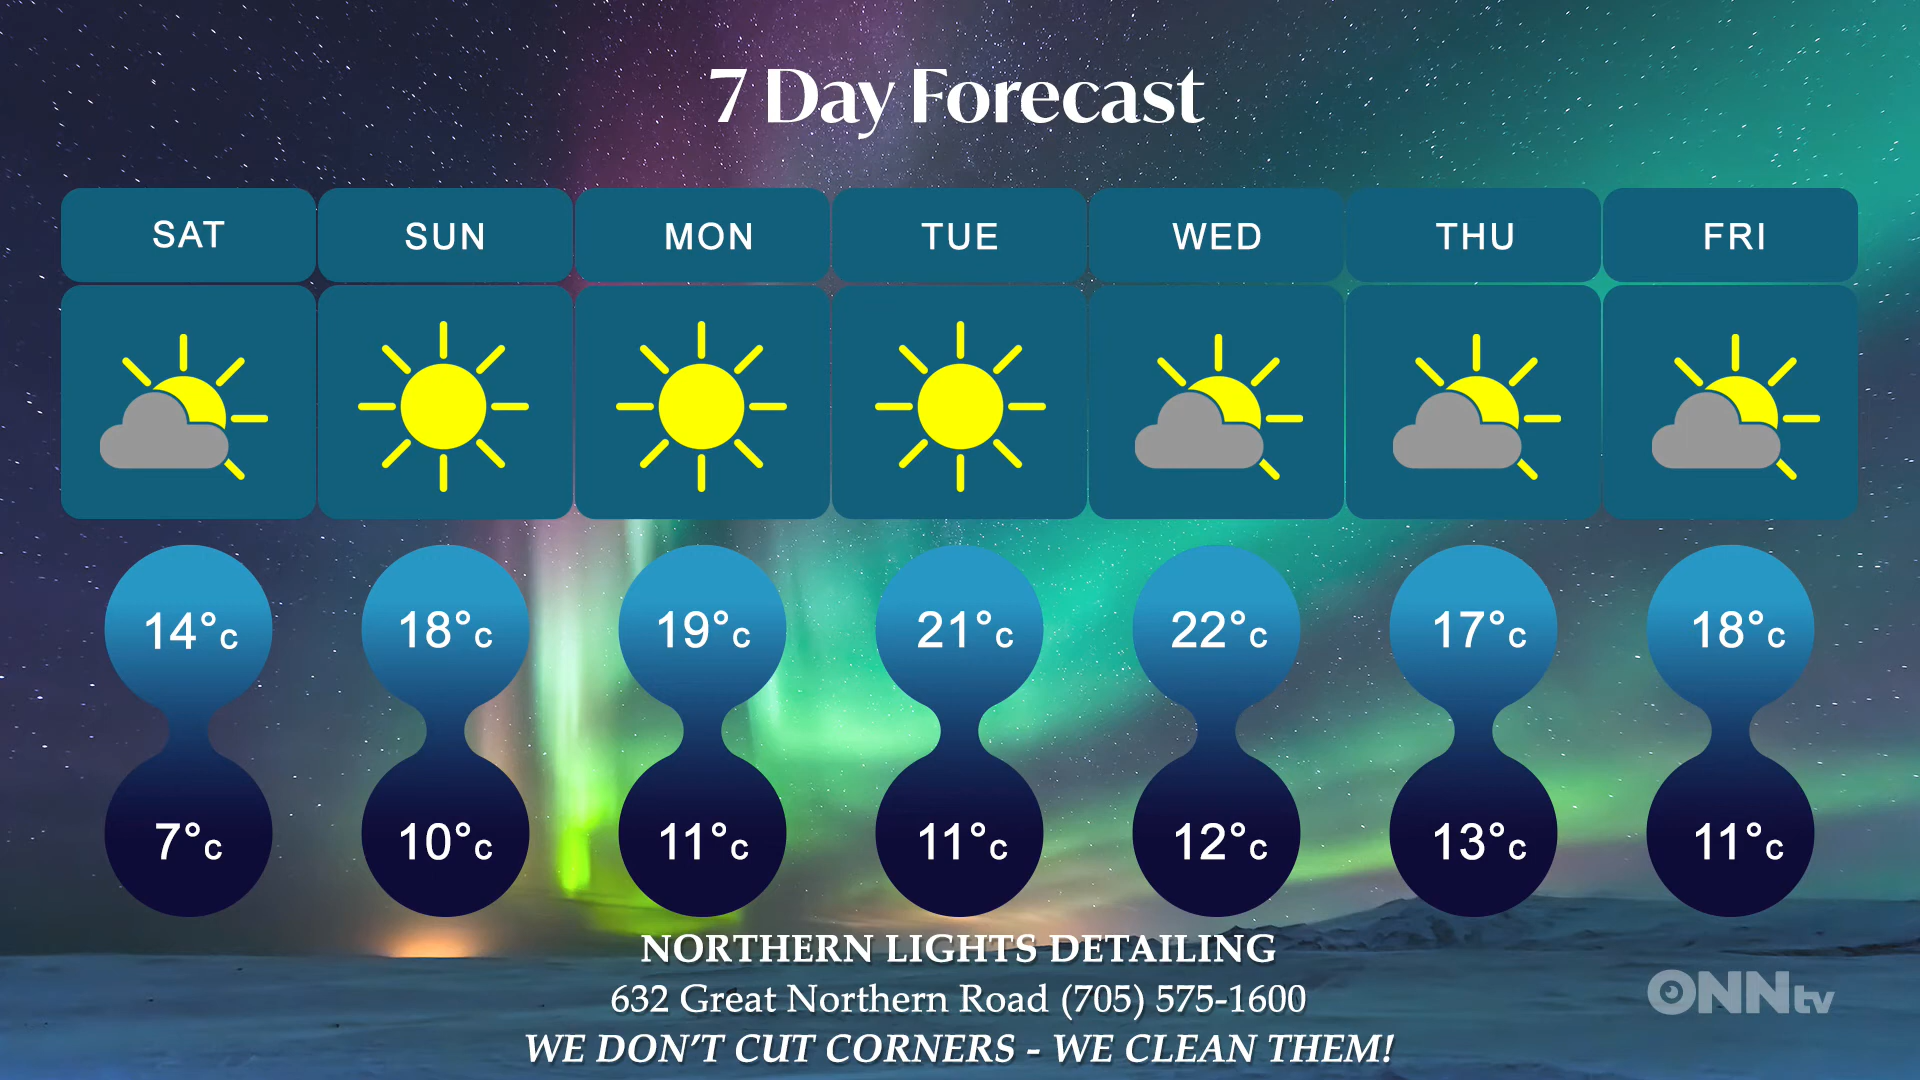 7 Day Forecast
SAT SUN MON TUE WED THU FRI
14°C 18°C 19°C 21°C 22°C 17°C 18°C
7°C 10°C 11°C 11°C 12°C 13°C 11°C
NORTHERN LIGHTS DETAILING
632 Great Northern Road (705) 575-1600
WE DON'T CUT CORNERS - WE CLEAN THEM!
ONNtv